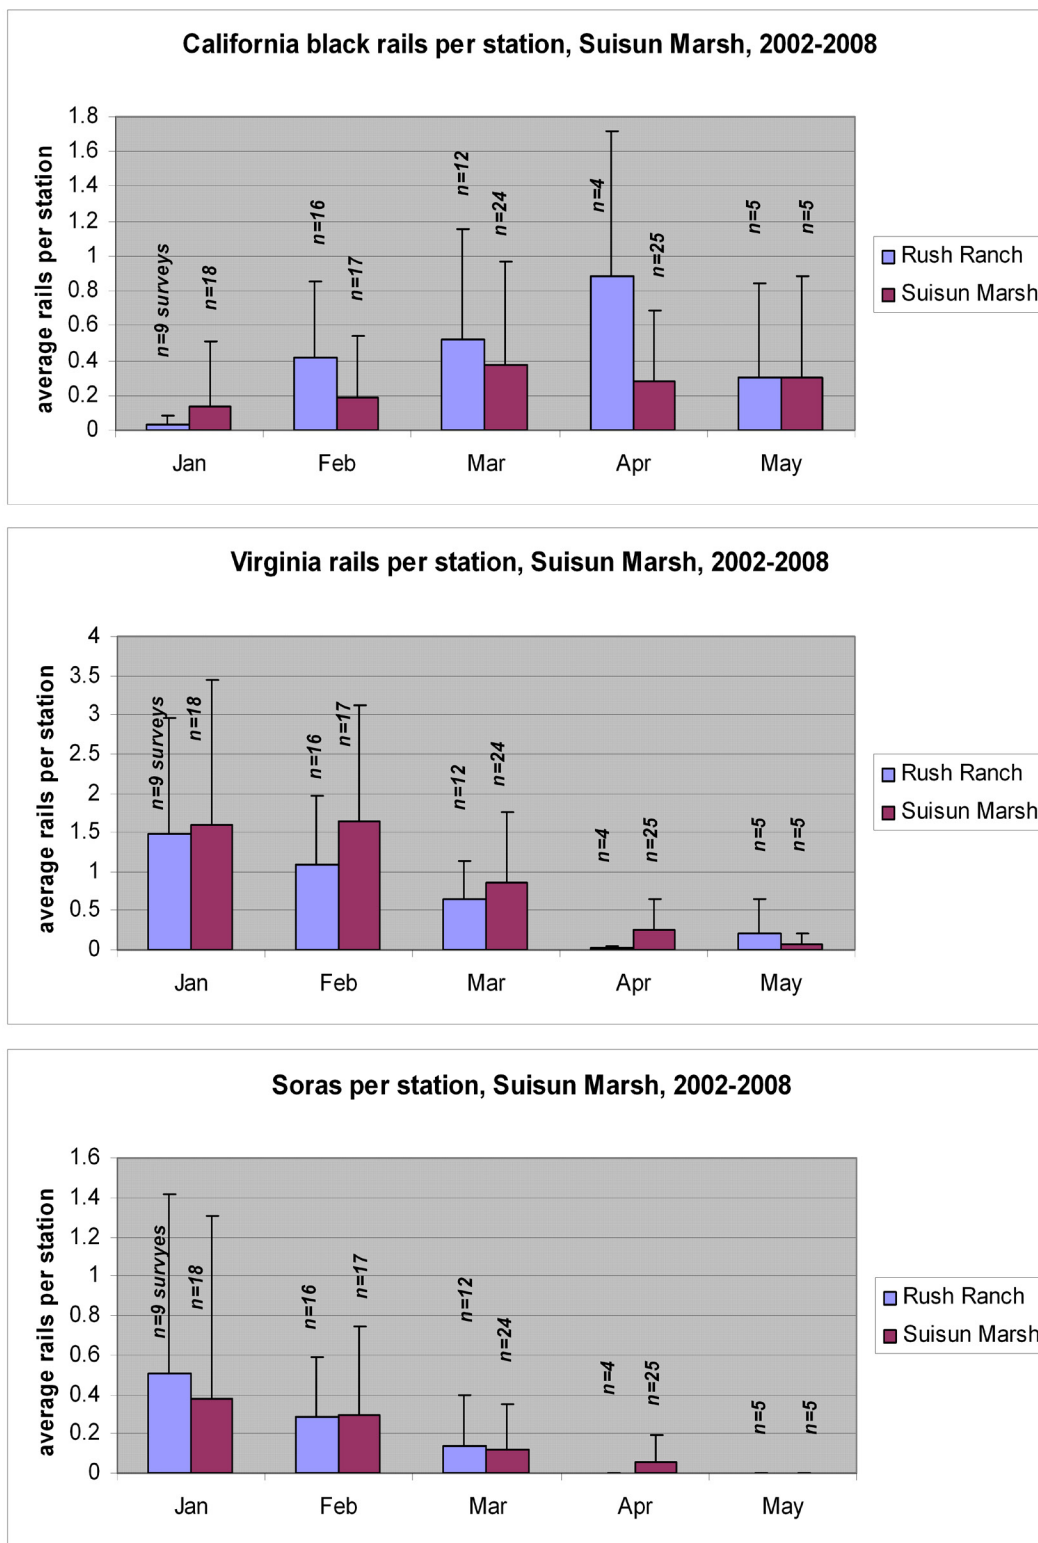 California black rails per station, Suisun Marsh, 2002-2008
average rails per station
1.8
1.6
1.4
1.2
1
0.8
0.6
0.4
0.2
0
n=9 surveys
n=18
n=16
n=17
n=12
n=24
n=4
n=25
n=5
n=5
Jan
Feb
Mar
Apr
May
Rush Ranch
Suisun Marsh
Virginia rails per station, Suisun Marsh, 2002-2008
average rails per station
4
3.5
3
2.5
2
1.5
1
0.5
0
n=9 surveys
n=18
n=16
n=17
n=12
n=24
n=4
n=25
n=5
n=5
Jan
Feb
Mar
Apr
May
Rush Ranch
Suisun Marsh
Soras per station, Suisun Marsh, 2002-2008
average rails per station
1.6
1.4
1.2
1
0.8
0.6
0.4
0.2
0
n=9 survyes
n=18
n=16
n=17
n=12
n=24
n=4
n=25
n=5
n=5
Jan
Feb
Mar
Apr
May
Rush Ranch
Suisun Marsh